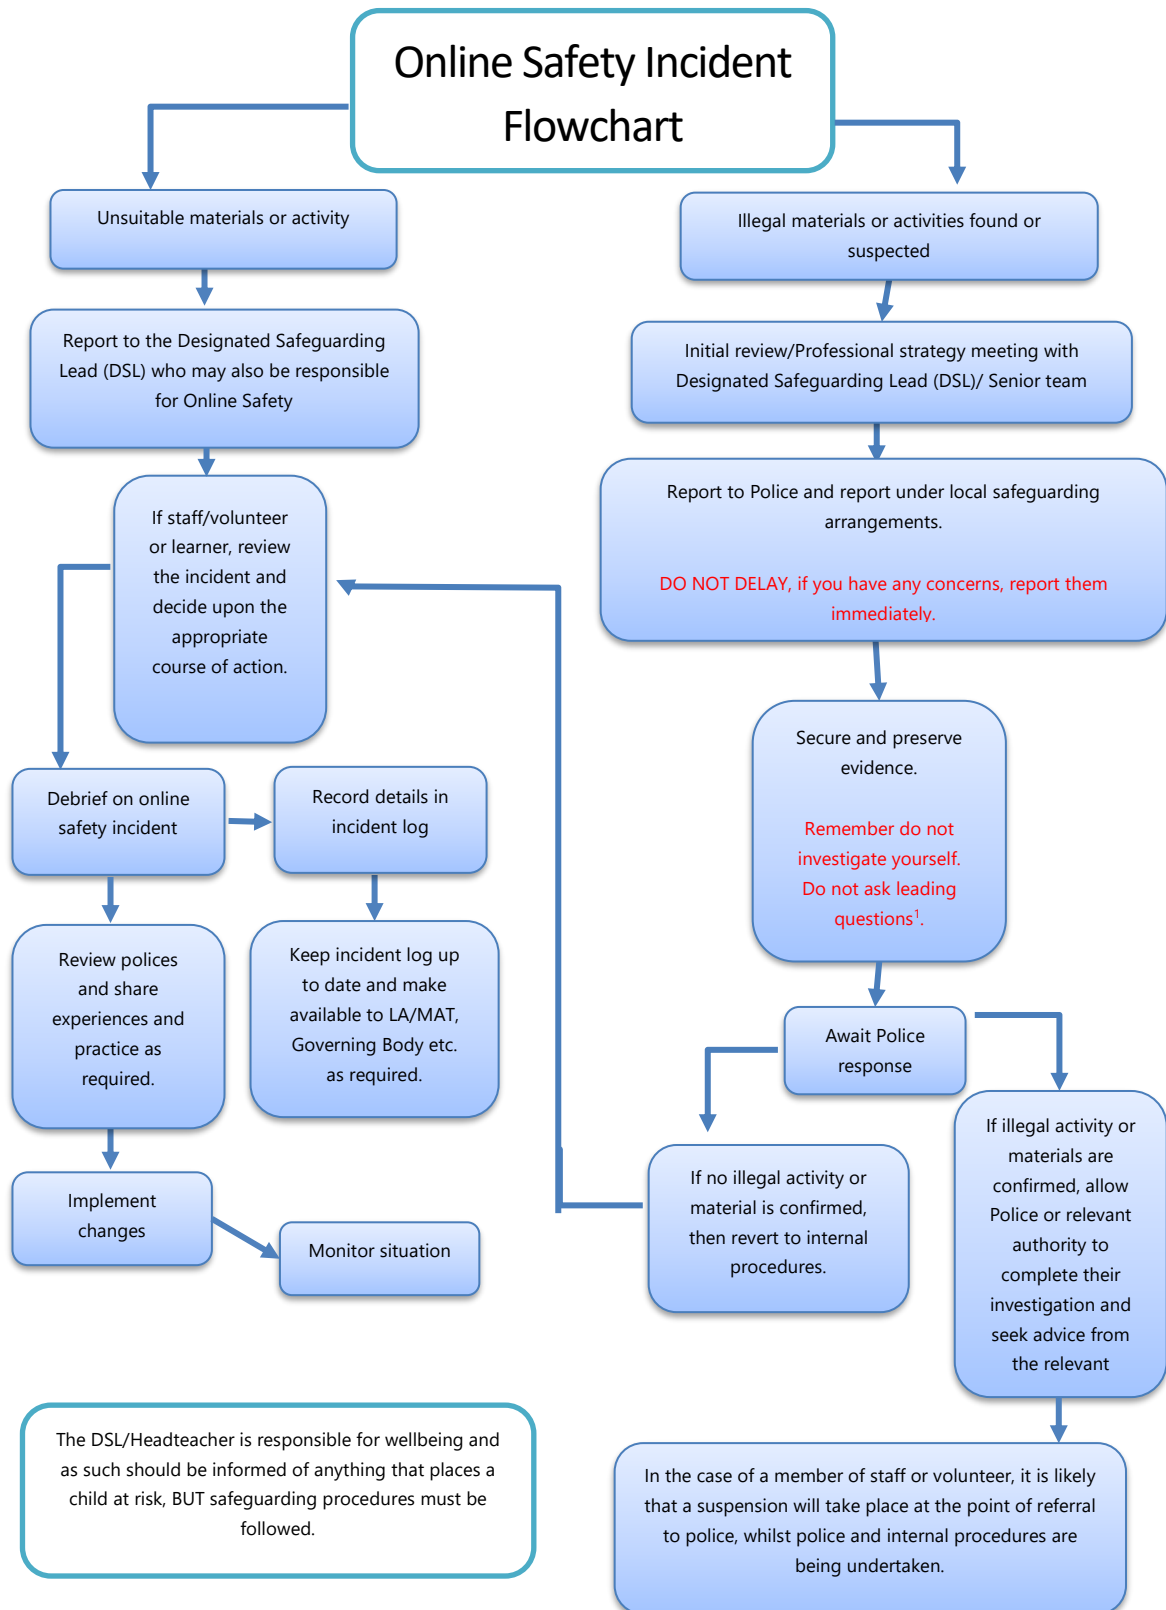 Online Safety Incident
Flowchart
Unsuitable materials or activity
Report to the Designated Safeguarding
Lead (DSL) who may also be responsible
for Online Safety
If staff/volunteer
or learner, review
the incident and
decide upon the
appropriate
course of action.
Debrief on online
safety incident
Record details in
incident log
Review polices
and share
experiences and
practice as
required.
Keep incident log up
to date and make
available to LA/MAT,
Governing Body etc.
as required.
Implement
changes
Monitor situation
Illegal materials or activities found or
suspected
Initial review/Professional strategy meeting with
Designated Safeguarding Lead (DSL)/ Senior team
Report to Police and report under local safeguarding
arrangements.
DO NOT DELAY, if you have any concerns, report them
immediately.
Secure and preserve
evidence.
Remember do not
investigate yourself.
Do not ask leading
questions¹.
Await Police
response
If no illegal activity or
material is confirmed,
then revert to internal
procedures.
If illegal activity or
materials are
confirmed, allow
Police or relevant
authority to
complete their
investigation and
seek advice from
the relevant
In the case of a member of staff or volunteer, it is likely
that a suspension will take place at the point of referral
to police, whilst police and internal procedures are
being undertaken.
The DSL/Headteacher is responsible for wellbeing and
as such should be informed of anything that places a
child at risk, BUT safeguarding procedures must be
followed.